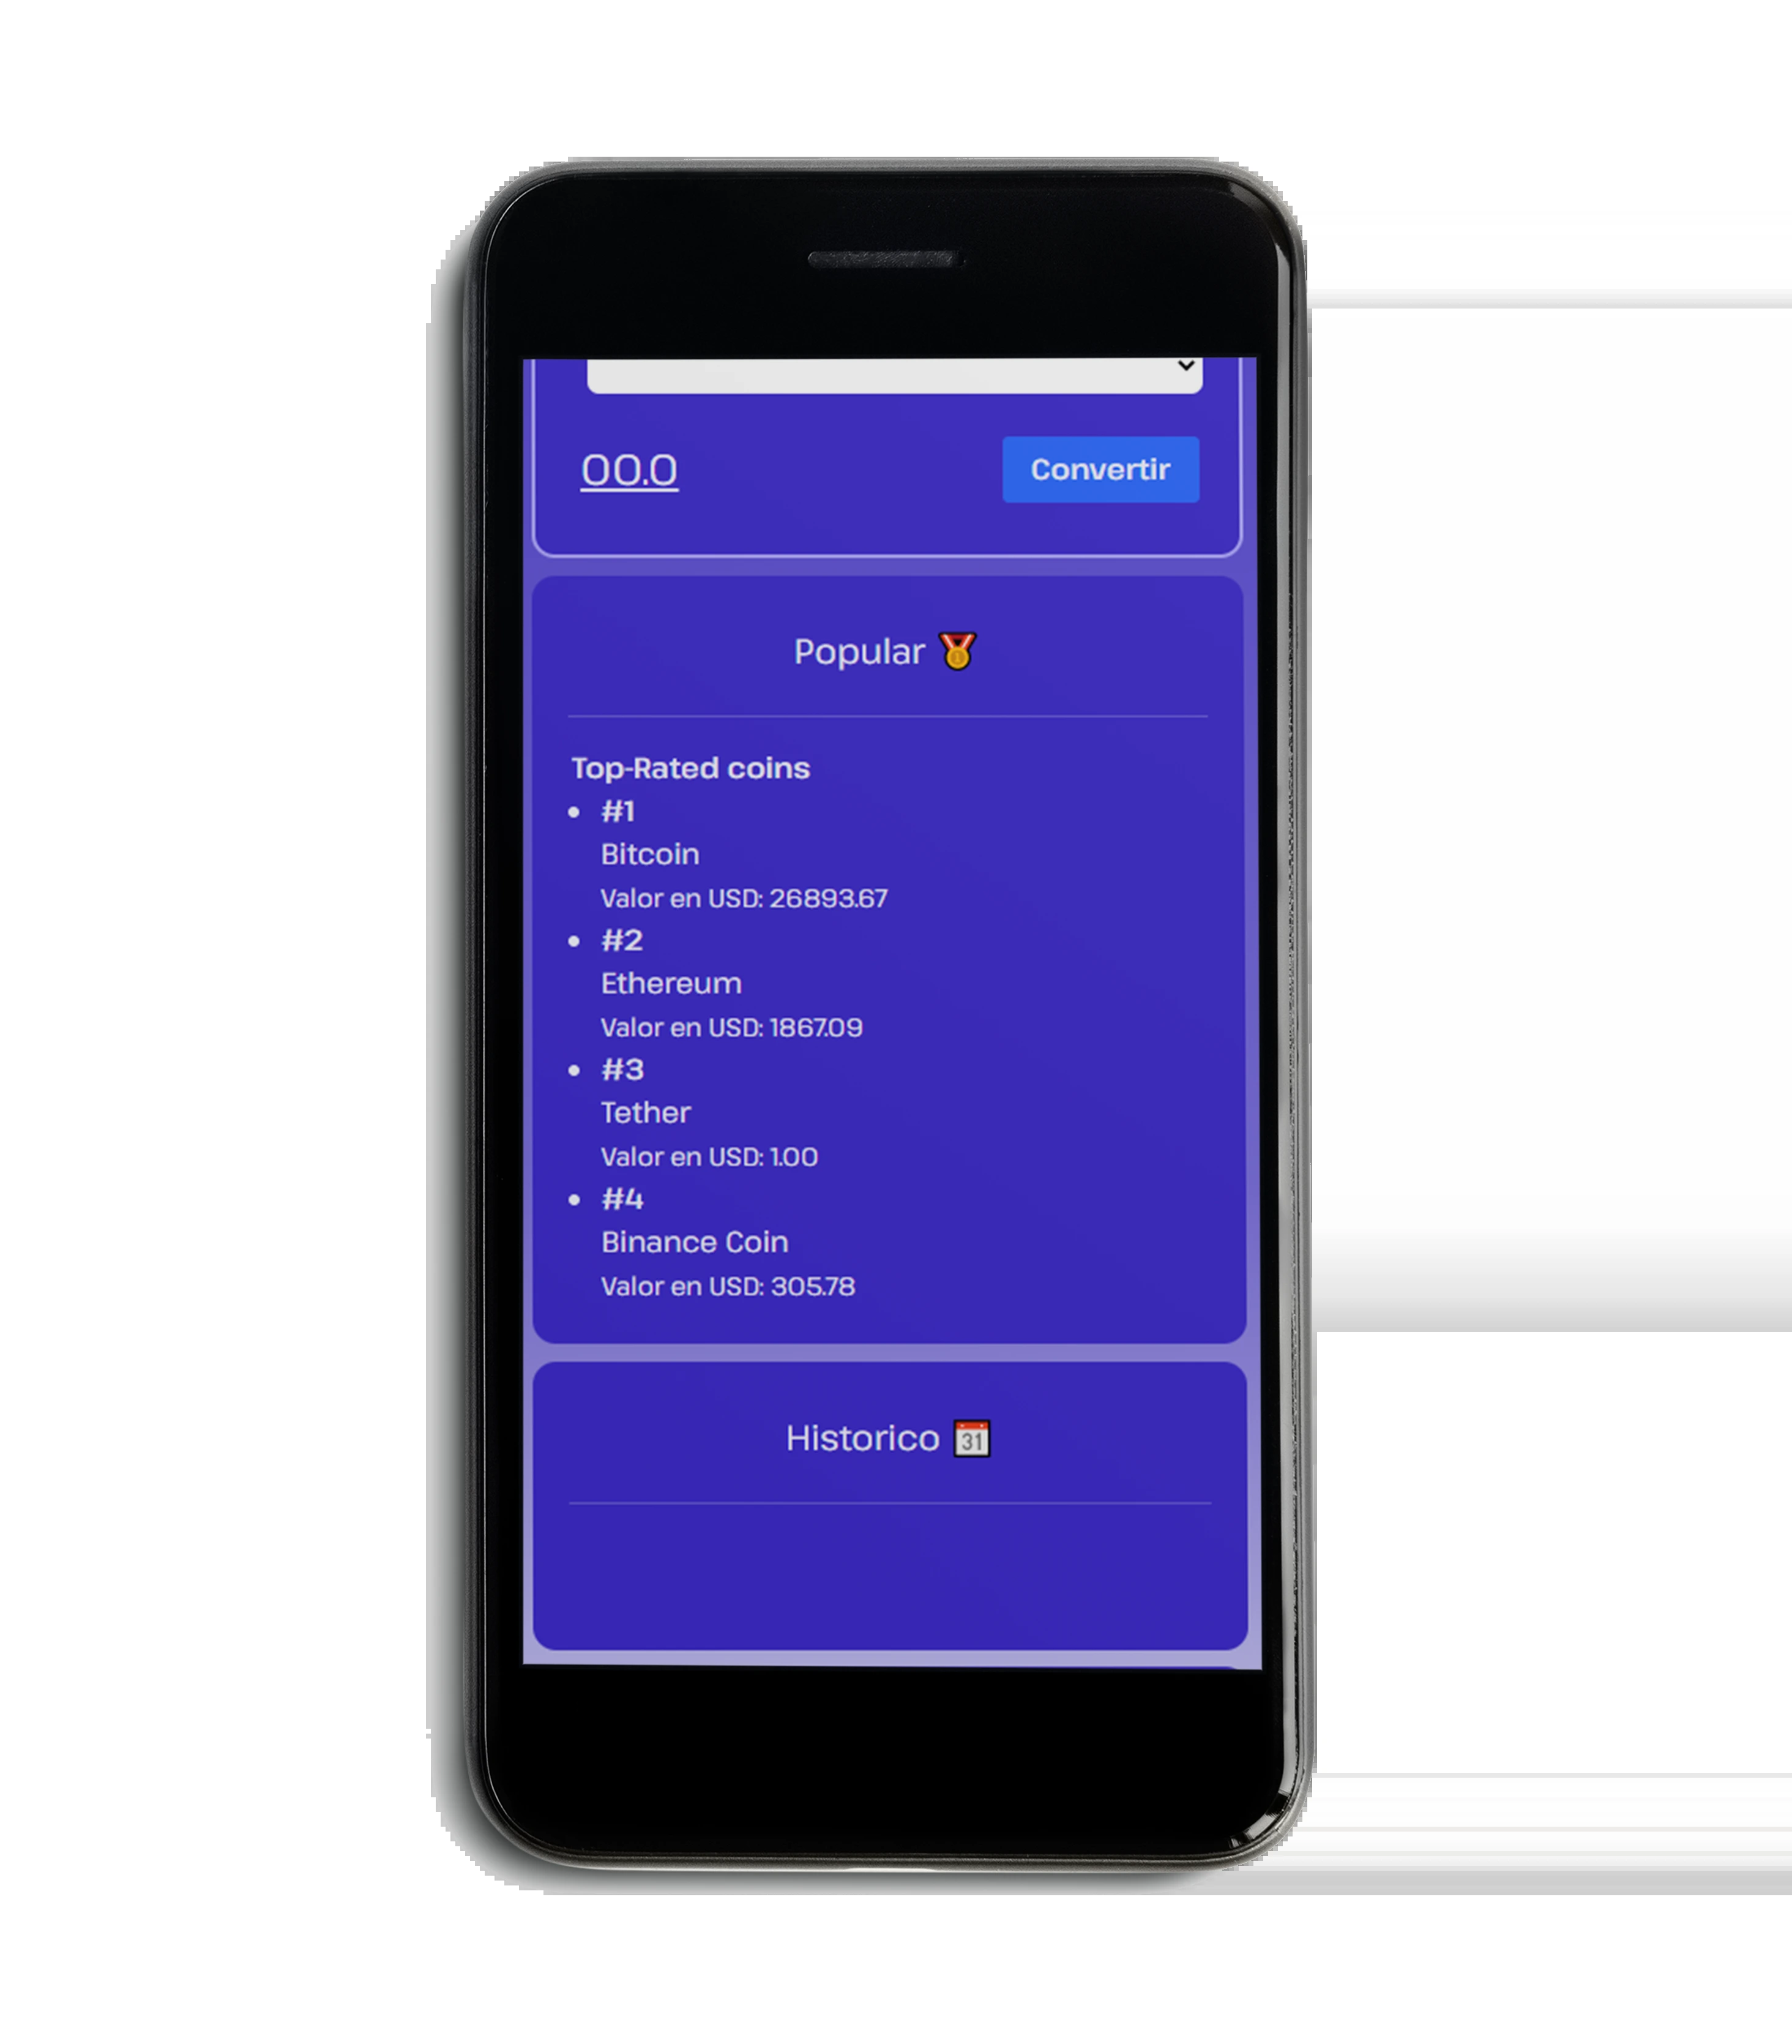 00.0
Convertir
Popular 🏅
Top-Rated coins
• #1
Bitcoin
Valor en USD: 26893.67
• #2
Ethereum
Valor en USD: 1867.09
• #3
Tether
Valor en USD: 1.00
• #4
Binance Coin
Valor en USD: 305.78
Historico 📅
31